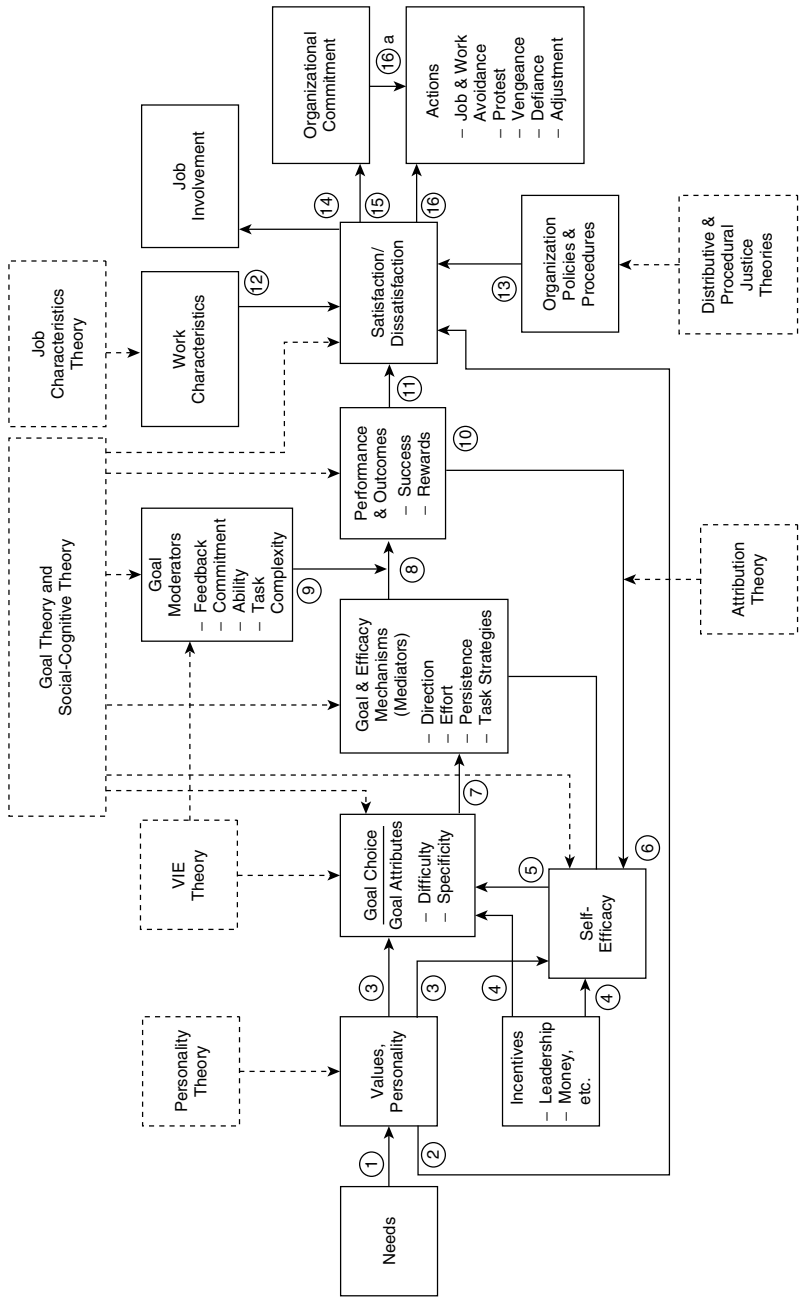 Needs
①
②
Personality
Theory
Values,
Personality
③
③
Incentives
– Leadership
– Money,
etc.
④
④
VIE
Theory
Goal Choice
Goal Attributes
– Difficulty
– Specificity
⑤
Self-
Efficacy
⑥
⑦
Goal Theory and
Social-Cognitive Theory
Goal & Efficacy
Mechanisms
(Mediators)
– Direction
– Effort
– Persistence
– Task Strategies
Goal
Moderators
– Feedback
– Commitment
– Ability
– Task
Complexity
⑨
⑧
Attribution
Theory
Performance
& Outcomes
– Success
– Rewards
⑩
⑪
Job
Characteristics
Theory
Work
Characteristics
⑫
Satisfaction/
Dissatisfaction
⑬
Organization
Policies &
Procedures
Distributive &
Procedural
Justice
Theories
Job
Involvement
⑭
⑮
⑯
Organizational
Commitment
⑯ a
Actions
– Job & Work
Avoidance
– Protest
– Vengeance
– Defiance
– Adjustment